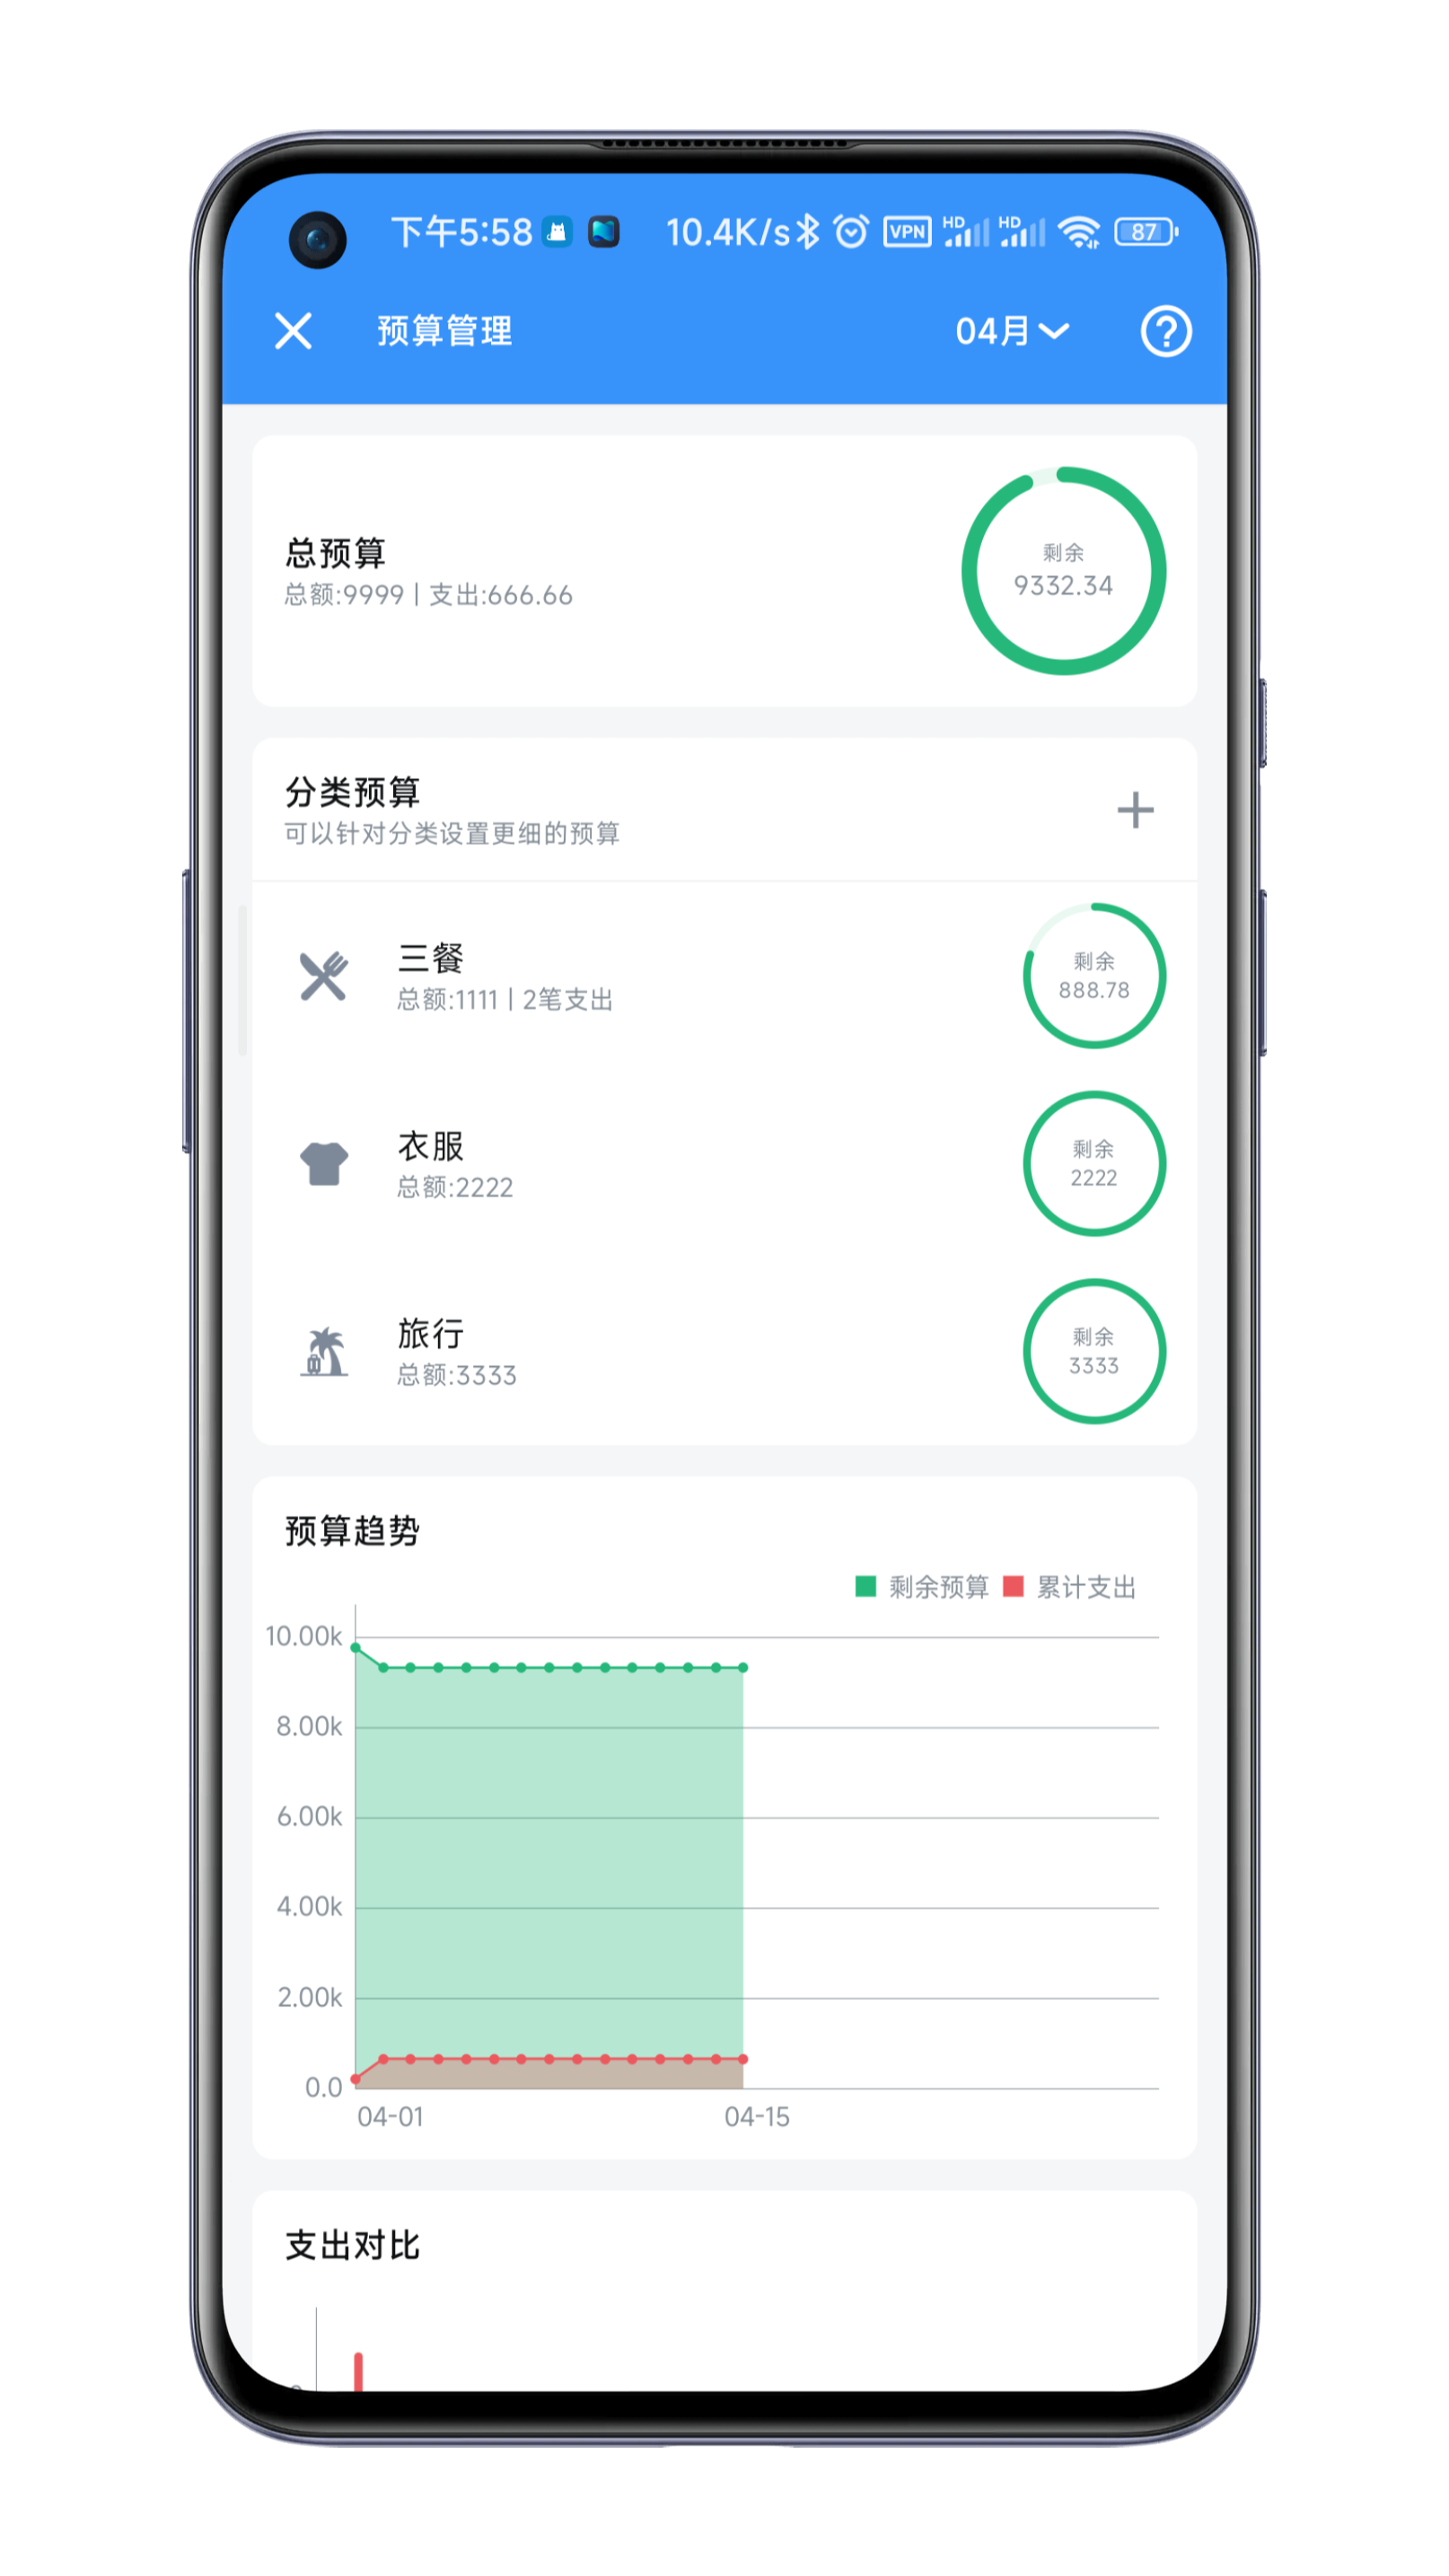 下午5:58 10.4K/s VPN HD HD 87
预算管理 04月
总预算
总额:9999 | 支出:666.66
剩余
9332.34
分类预算
可以针对分类设置更细的预算
三餐
总额:1111 | 2笔支出
剩余
888.78
衣服
总额:2222
剩余
2222
旅行
总额:3333
剩余
3333
预算趋势
剩余预算 累计支出
10.00k
8.00k
6.00k
4.00k
2.00k
0.0
04-01 04-15
支出对比